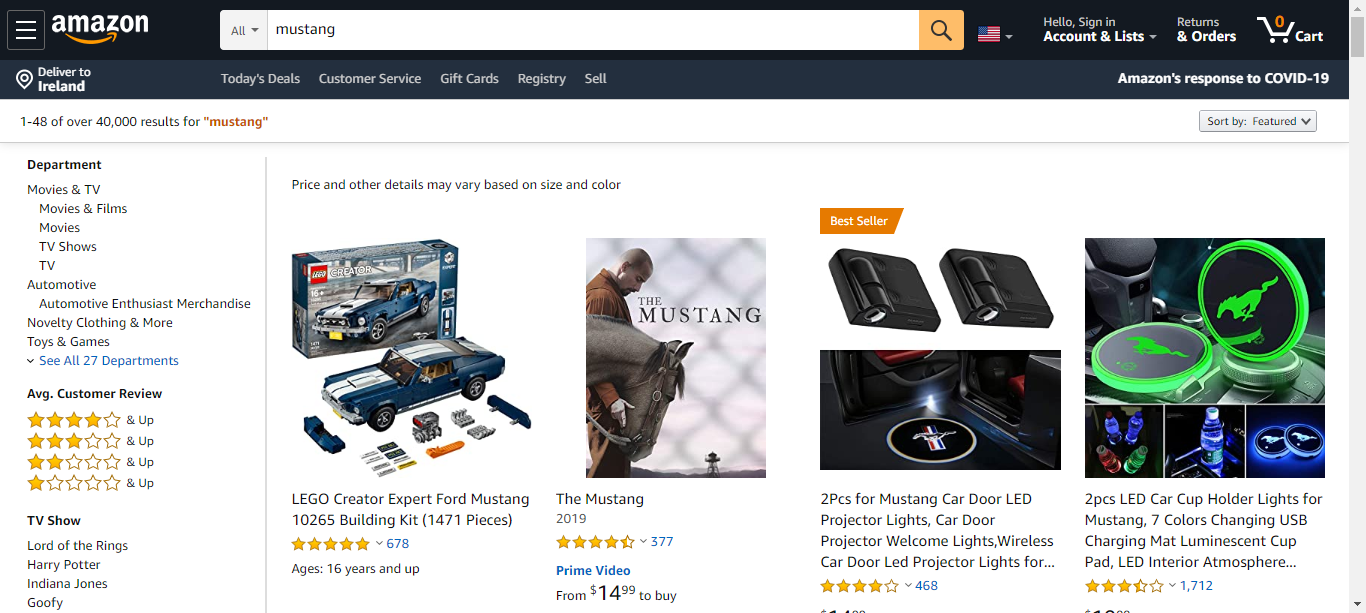 amazon
All
mustang
Hello, Sign in
Account & Lists
Returns
& Orders
0
Cart
Deliver to
Ireland
Today's Deals
Customer Service
Gift Cards
Registry
Sell
Amazon's response to COVID-19
1-48 of over 40,000 results for "mustang"
Sort by: Featured
Department
Movies & TV
Movies & Films
Movies
TV Shows
TV
Automotive
Automotive Enthusiast Merchandise
Novelty Clothing & More
Toys & Games
See All 27 Departments
Avg. Customer Review
& Up
& Up
& Up
& Up
TV Show
Lord of the Rings
Harry Potter
Indiana Jones
Goofy
Price and other details may vary based on size and color
LEGO
CREATOR
EXPERT
16+
LEGO Creator Expert Ford Mustang
10265 Building Kit (1471 Pieces)
678
Ages: 16 years and up
THE
MUSTANG
The Mustang
2019
377
Prime Video
From $14.99 to buy
Best Seller
2Pcs for Mustang Car Door LED
Projector Lights, Car Door
Projector Welcome Lights,Wireless
Car Door Led Projector Lights for...
468
P
2pcs LED Car Cup Holder Lights for
Mustang, 7 Colors Changing USB
Charging Mat Luminescent Cup
Pad, LED Interior Atmosphere...
1,712